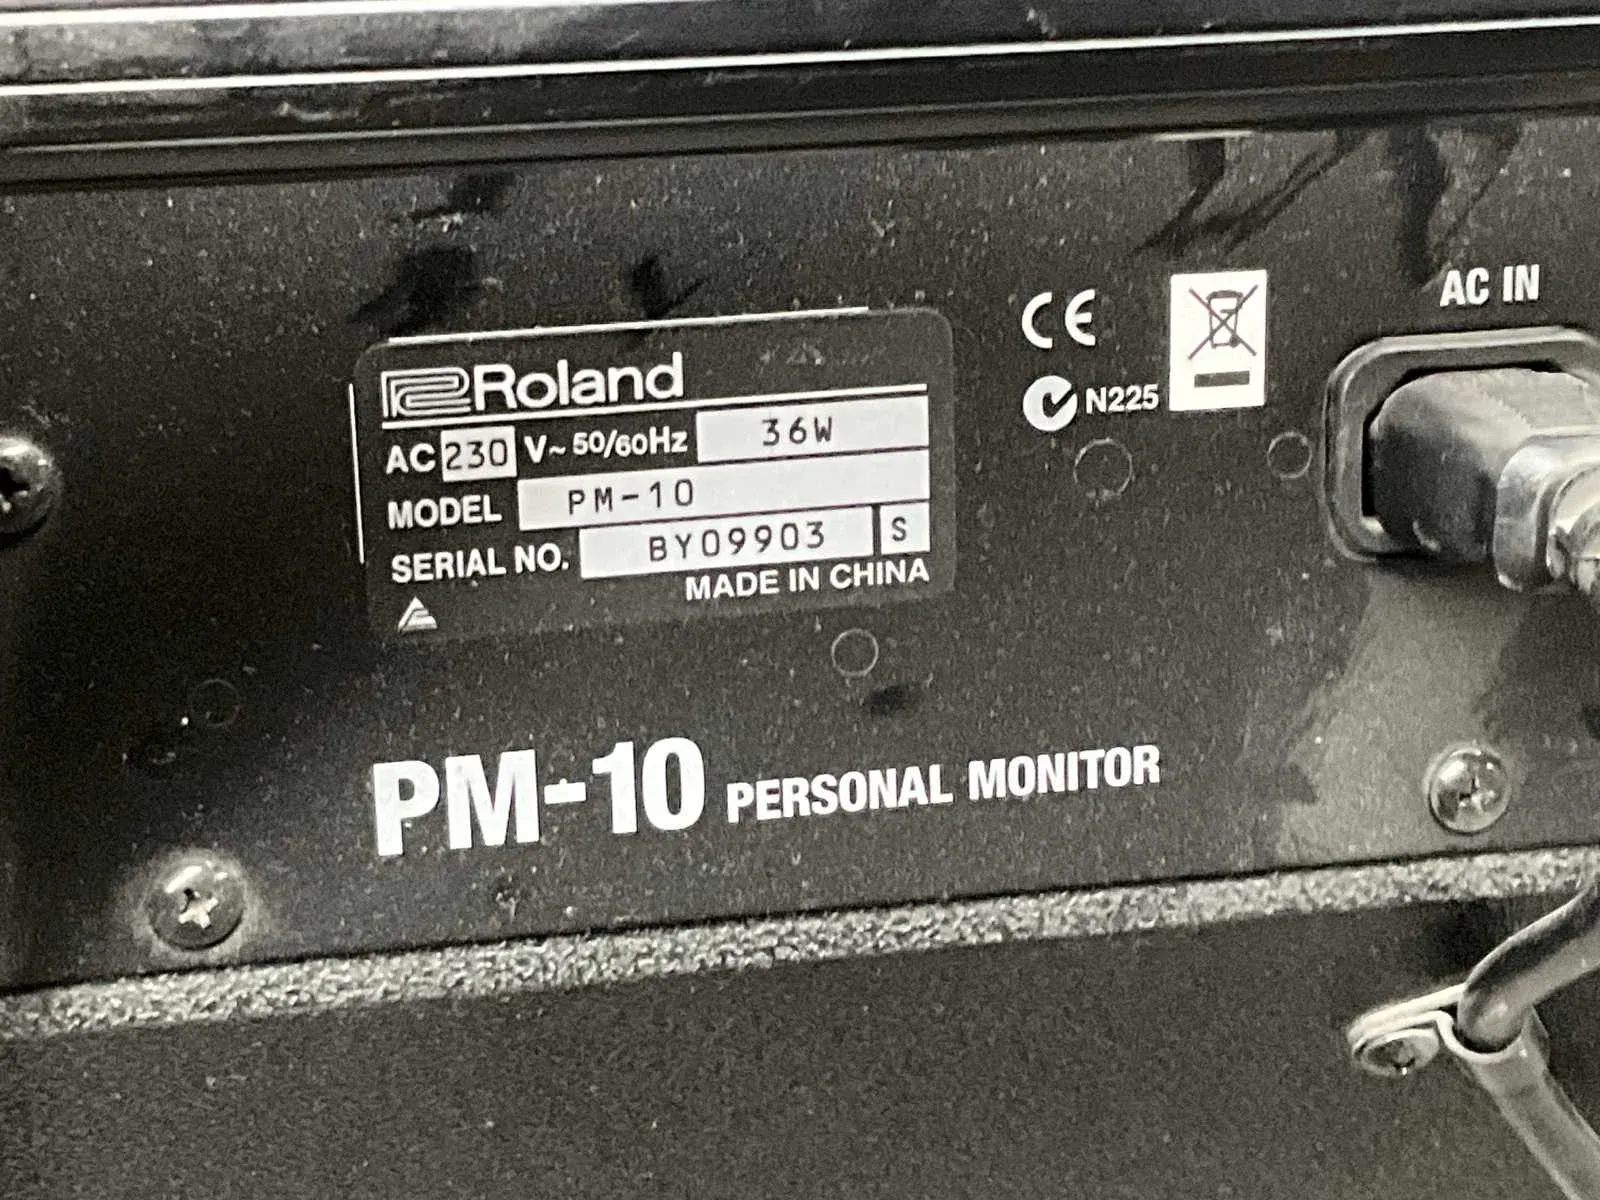 Roland
AC 230 V~ 50/60Hz 36W
MODEL PM-10
SERIAL NO. BY09903 S
MADE IN CHINA
CE
N225
AC IN
PM-10 PERSONAL MONITOR